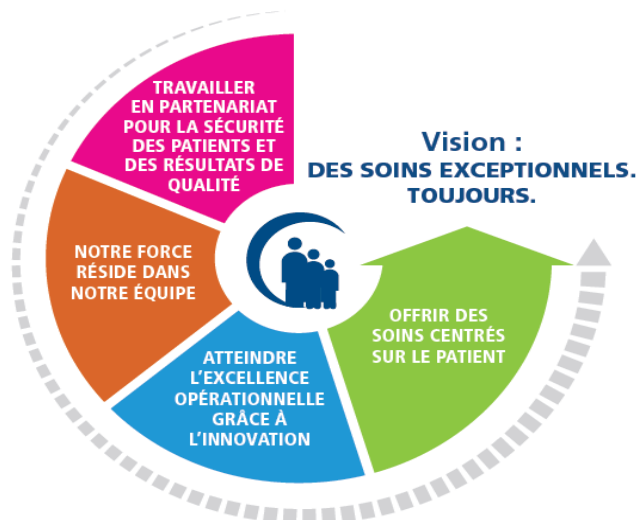 TRAVAILLER
EN PARTENARIAT
POUR LA SÉCURITÉ
DES PATIENTS ET
DES RÉSULTATS DE
QUALITÉ
Vision :
DES SOINS EXCEPTIONNELS.
TOUJOURS.
NOTRE FORCE
RÉSIDE DANS
NOTRE ÉQUIPE
ATTEINDRE
L'EXCELLENCE
OPÉRATIONNELLE
GRÂCE À
L'INNOVATION
OFFRIR DES
SOINS CENTRÉS
SUR LE PATIENT